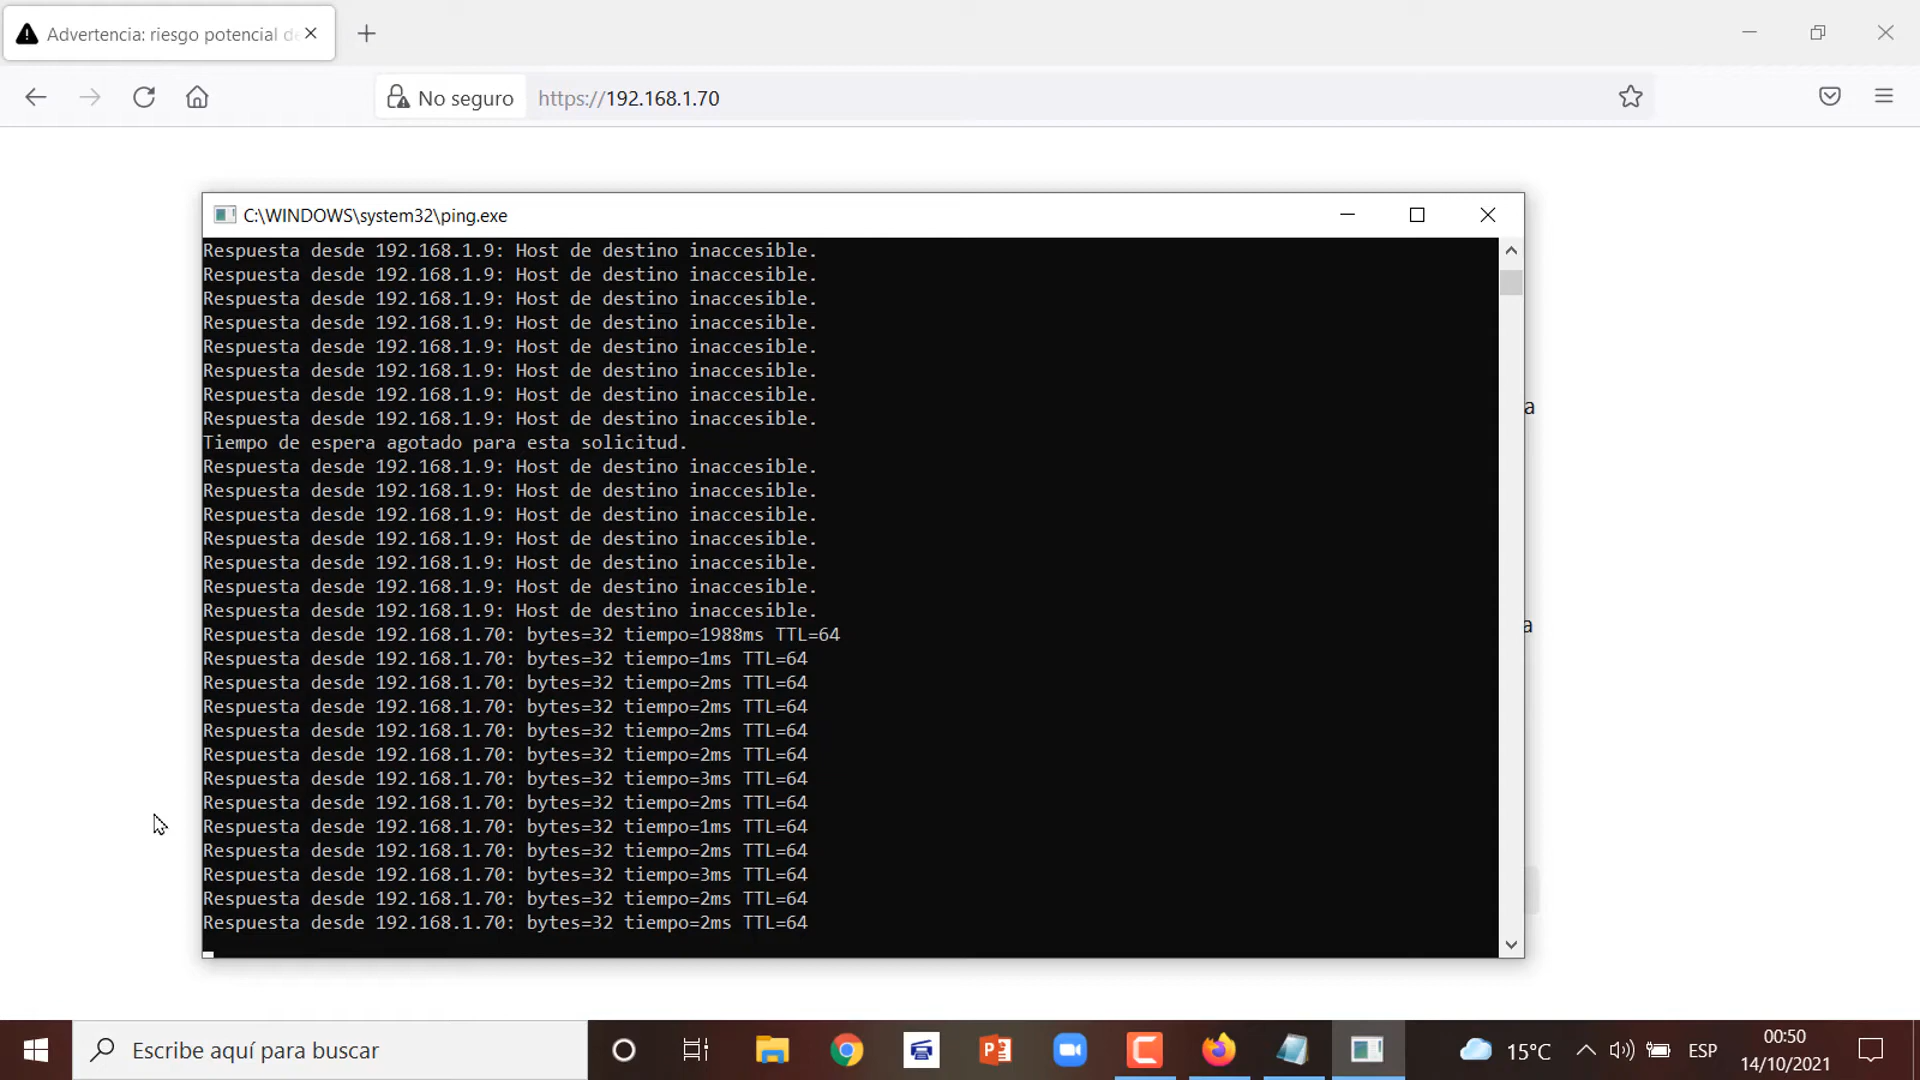 Advertencia: riesgo potencial de
No seguro
https://192.168.1.70
C:\WINDOWS\system32\ping.exe
Respuesta desde 192.168.1.9: Host de destino inaccesible.
Respuesta desde 192.168.1.9: Host de destino inaccesible.
Respuesta desde 192.168.1.9: Host de destino inaccesible.
Respuesta desde 192.168.1.9: Host de destino inaccesible.
Respuesta desde 192.168.1.9: Host de destino inaccesible.
Respuesta desde 192.168.1.9: Host de destino inaccesible.
Respuesta desde 192.168.1.9: Host de destino inaccesible.
Respuesta desde 192.168.1.9: Host de destino inaccesible.
Tiempo de espera agotado para esta solicitud.
Respuesta desde 192.168.1.9: Host de destino inaccesible.
Respuesta desde 192.168.1.9: Host de destino inaccesible.
Respuesta desde 192.168.1.9: Host de destino inaccesible.
Respuesta desde 192.168.1.9: Host de destino inaccesible.
Respuesta desde 192.168.1.9: Host de destino inaccesible.
Respuesta desde 192.168.1.9: Host de destino inaccesible.
Respuesta desde 192.168.1.9: Host de destino inaccesible.
Respuesta desde 192.168.1.70: bytes=32 tiempo=1988ms TTL=64
Respuesta desde 192.168.1.70: bytes=32 tiempo=1ms TTL=64
Respuesta desde 192.168.1.70: bytes=32 tiempo=2ms TTL=64
Respuesta desde 192.168.1.70: bytes=32 tiempo=2ms TTL=64
Respuesta desde 192.168.1.70: bytes=32 tiempo=2ms TTL=64
Respuesta desde 192.168.1.70: bytes=32 tiempo=2ms TTL=64
Respuesta desde 192.168.1.70: bytes=32 tiempo=3ms TTL=64
Respuesta desde 192.168.1.70: bytes=32 tiempo=2ms TTL=64
Respuesta desde 192.168.1.70: bytes=32 tiempo=1ms TTL=64
Respuesta desde 192.168.1.70: bytes=32 tiempo=2ms TTL=64
Respuesta desde 192.168.1.70: bytes=32 tiempo=3ms TTL=64
Respuesta desde 192.168.1.70: bytes=32 tiempo=2ms TTL=64
Respuesta desde 192.168.1.70: bytes=32 tiempo=2ms TTL=64
a
a
Escribe aquí para buscar
15°C
ESP
00:50
14/10/2021